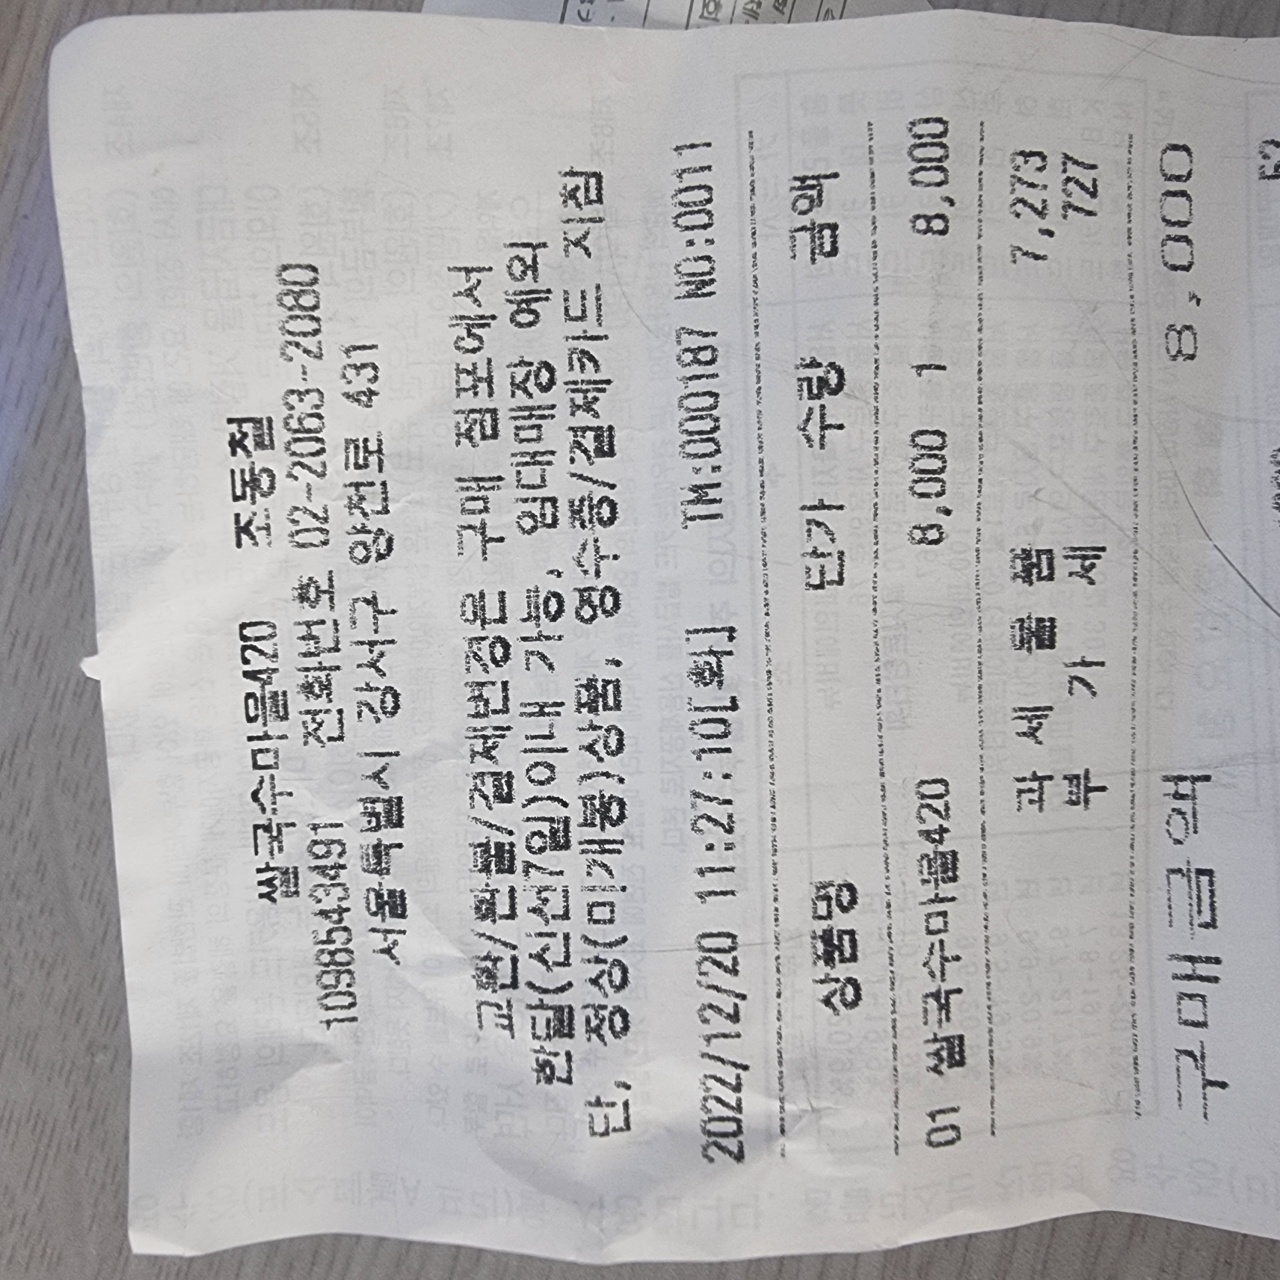 쌀국수마을420 조동철
1098543491 전화번호 02-2063-2080
서울특별시 강서구 양천로 431
교환/환불/결제변경은 구매 점포에서
한달(신선7일)이내 가능, 임대매장 예외
단, 정상(미개봉)상품, 영수증/결제카드 지참
2022/12/20 11:27:10[화] TM:000187 NO:0011
상품명 단가 수량 금액
01 쌀국수마을420 8,000 1 8,000
과 세 물 품 7,273
부 가 세 727
구매금액 8,000